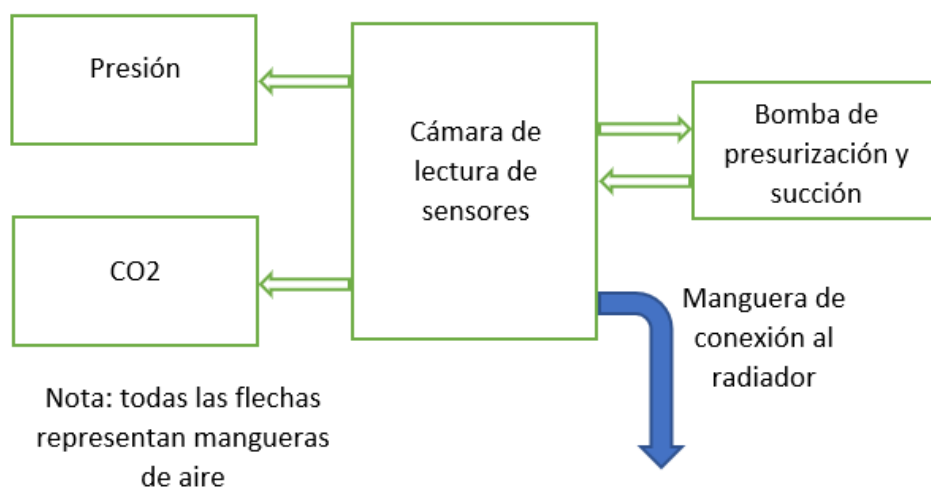 Presión
Cámara de
lectura de
sensores
Bomba de
presurización y
succión
CO2
Manguera de
conexión al
radiador
Nota: todas las flechas
representan mangueras
de aire